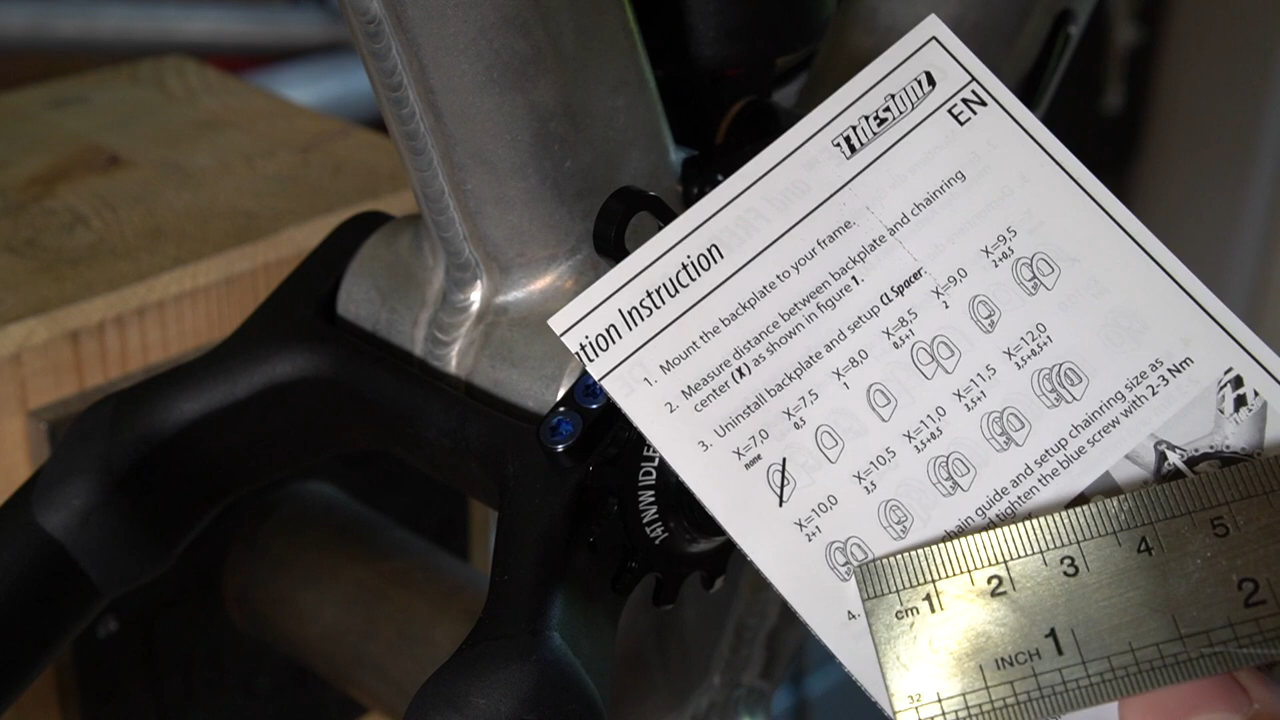 77designz
EN
ation Instruction
1. Mount the backplate to your frame.
2. Measure distance between backplate and chainring
center (X) as shown in figure 1.
3. Uninstall backplate and setup CL Spacer.
X=7,0 X=7,5 X=8,0 X=8,5 X=9,0 X=9,5
none 0,5 1 0,5+1 2 2+0,5
X=10,0 X=10,5 X=11,0 X=11,5 X=12,0
2+1 3,5 3,5+0,5 3,5+1 3,5+0,5+1
4.
chain guide and setup chainring size as
tighten the blue screw with 2-3 Nm
14T NW IDLE
cm 1 2 3 4 5
INCH 1 2
32